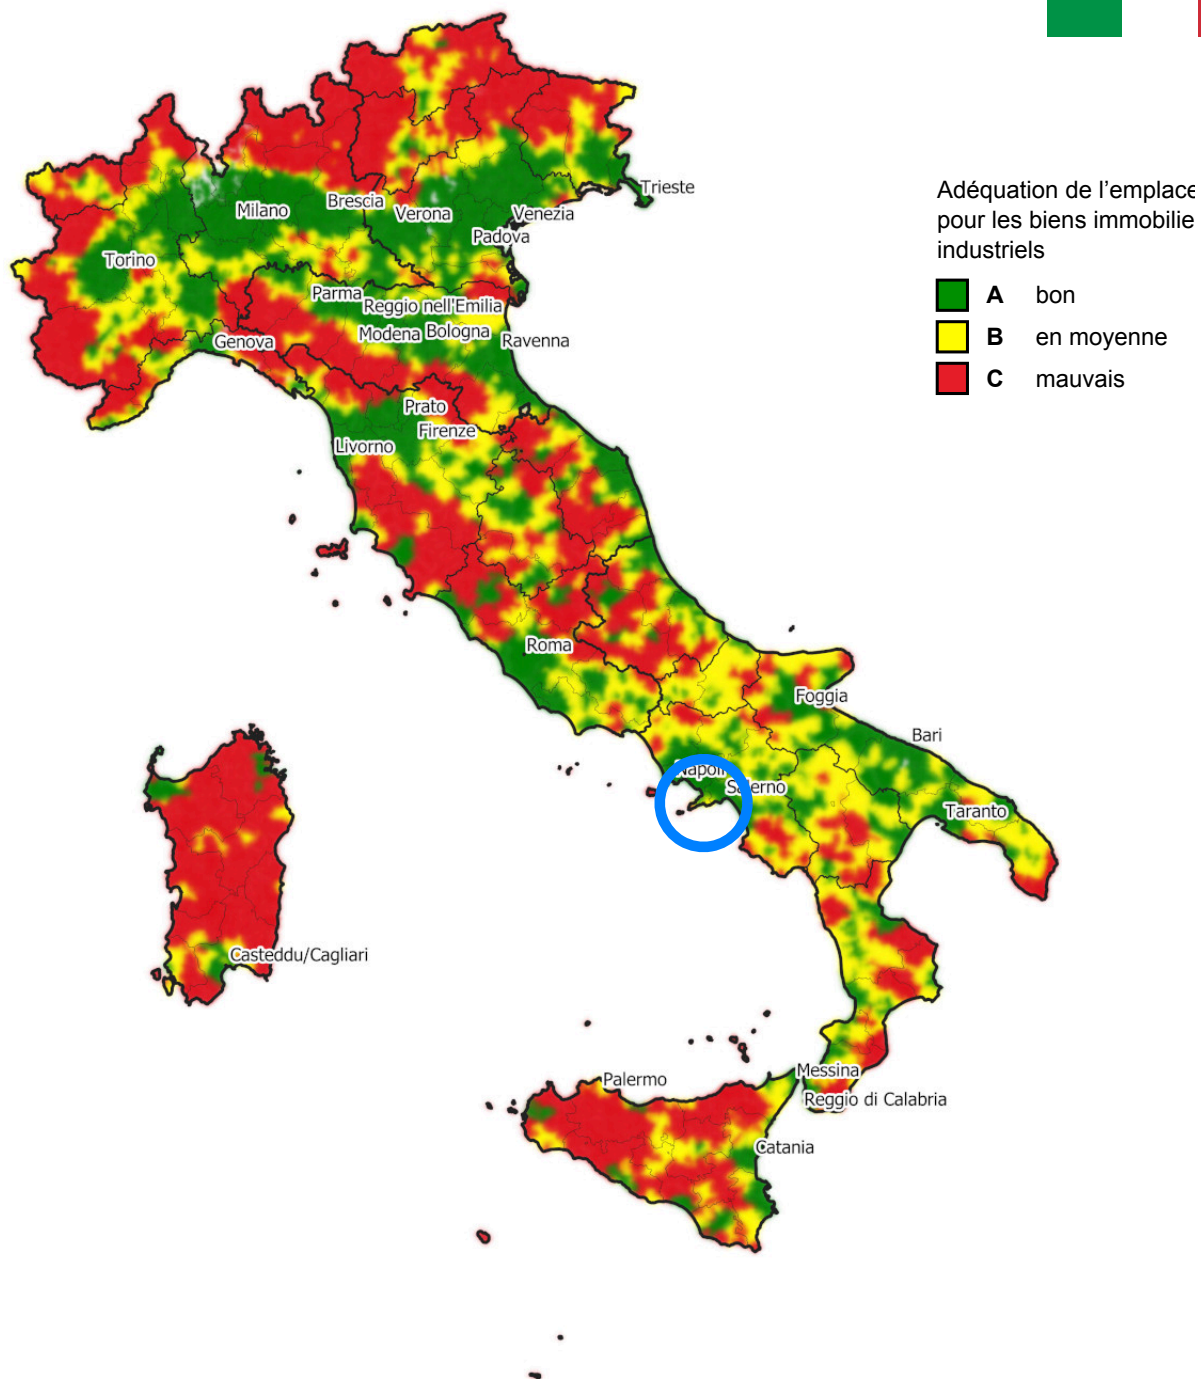 Adéquation de l’emplace
pour les biens immobilie
industriels
A bon
B en moyenne
C mauvais
Trieste
Brescia
Milano
Verona
Venezia
Padova
Torino
Parma
Reggio nell'Emilia
Modena
Bologna
Ravenna
Genova
Prato
Firenze
Livorno
Roma
Foggia
Bari
Napoli
Salerno
Taranto
Casteddu/Cagliari
Messina
Palermo
Reggio di Calabria
Catania